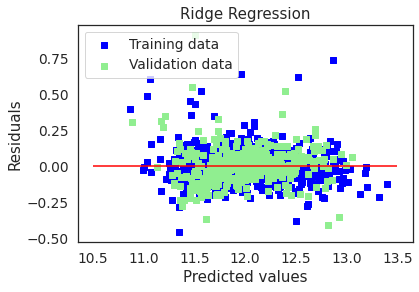 Ridge Regression
Training data
Validation data
Residuals
0.75
0.50
0.25
0.00
−0.25
−0.50
10.5 11.0 11.5 12.0 12.5 13.0 13.5
Predicted values